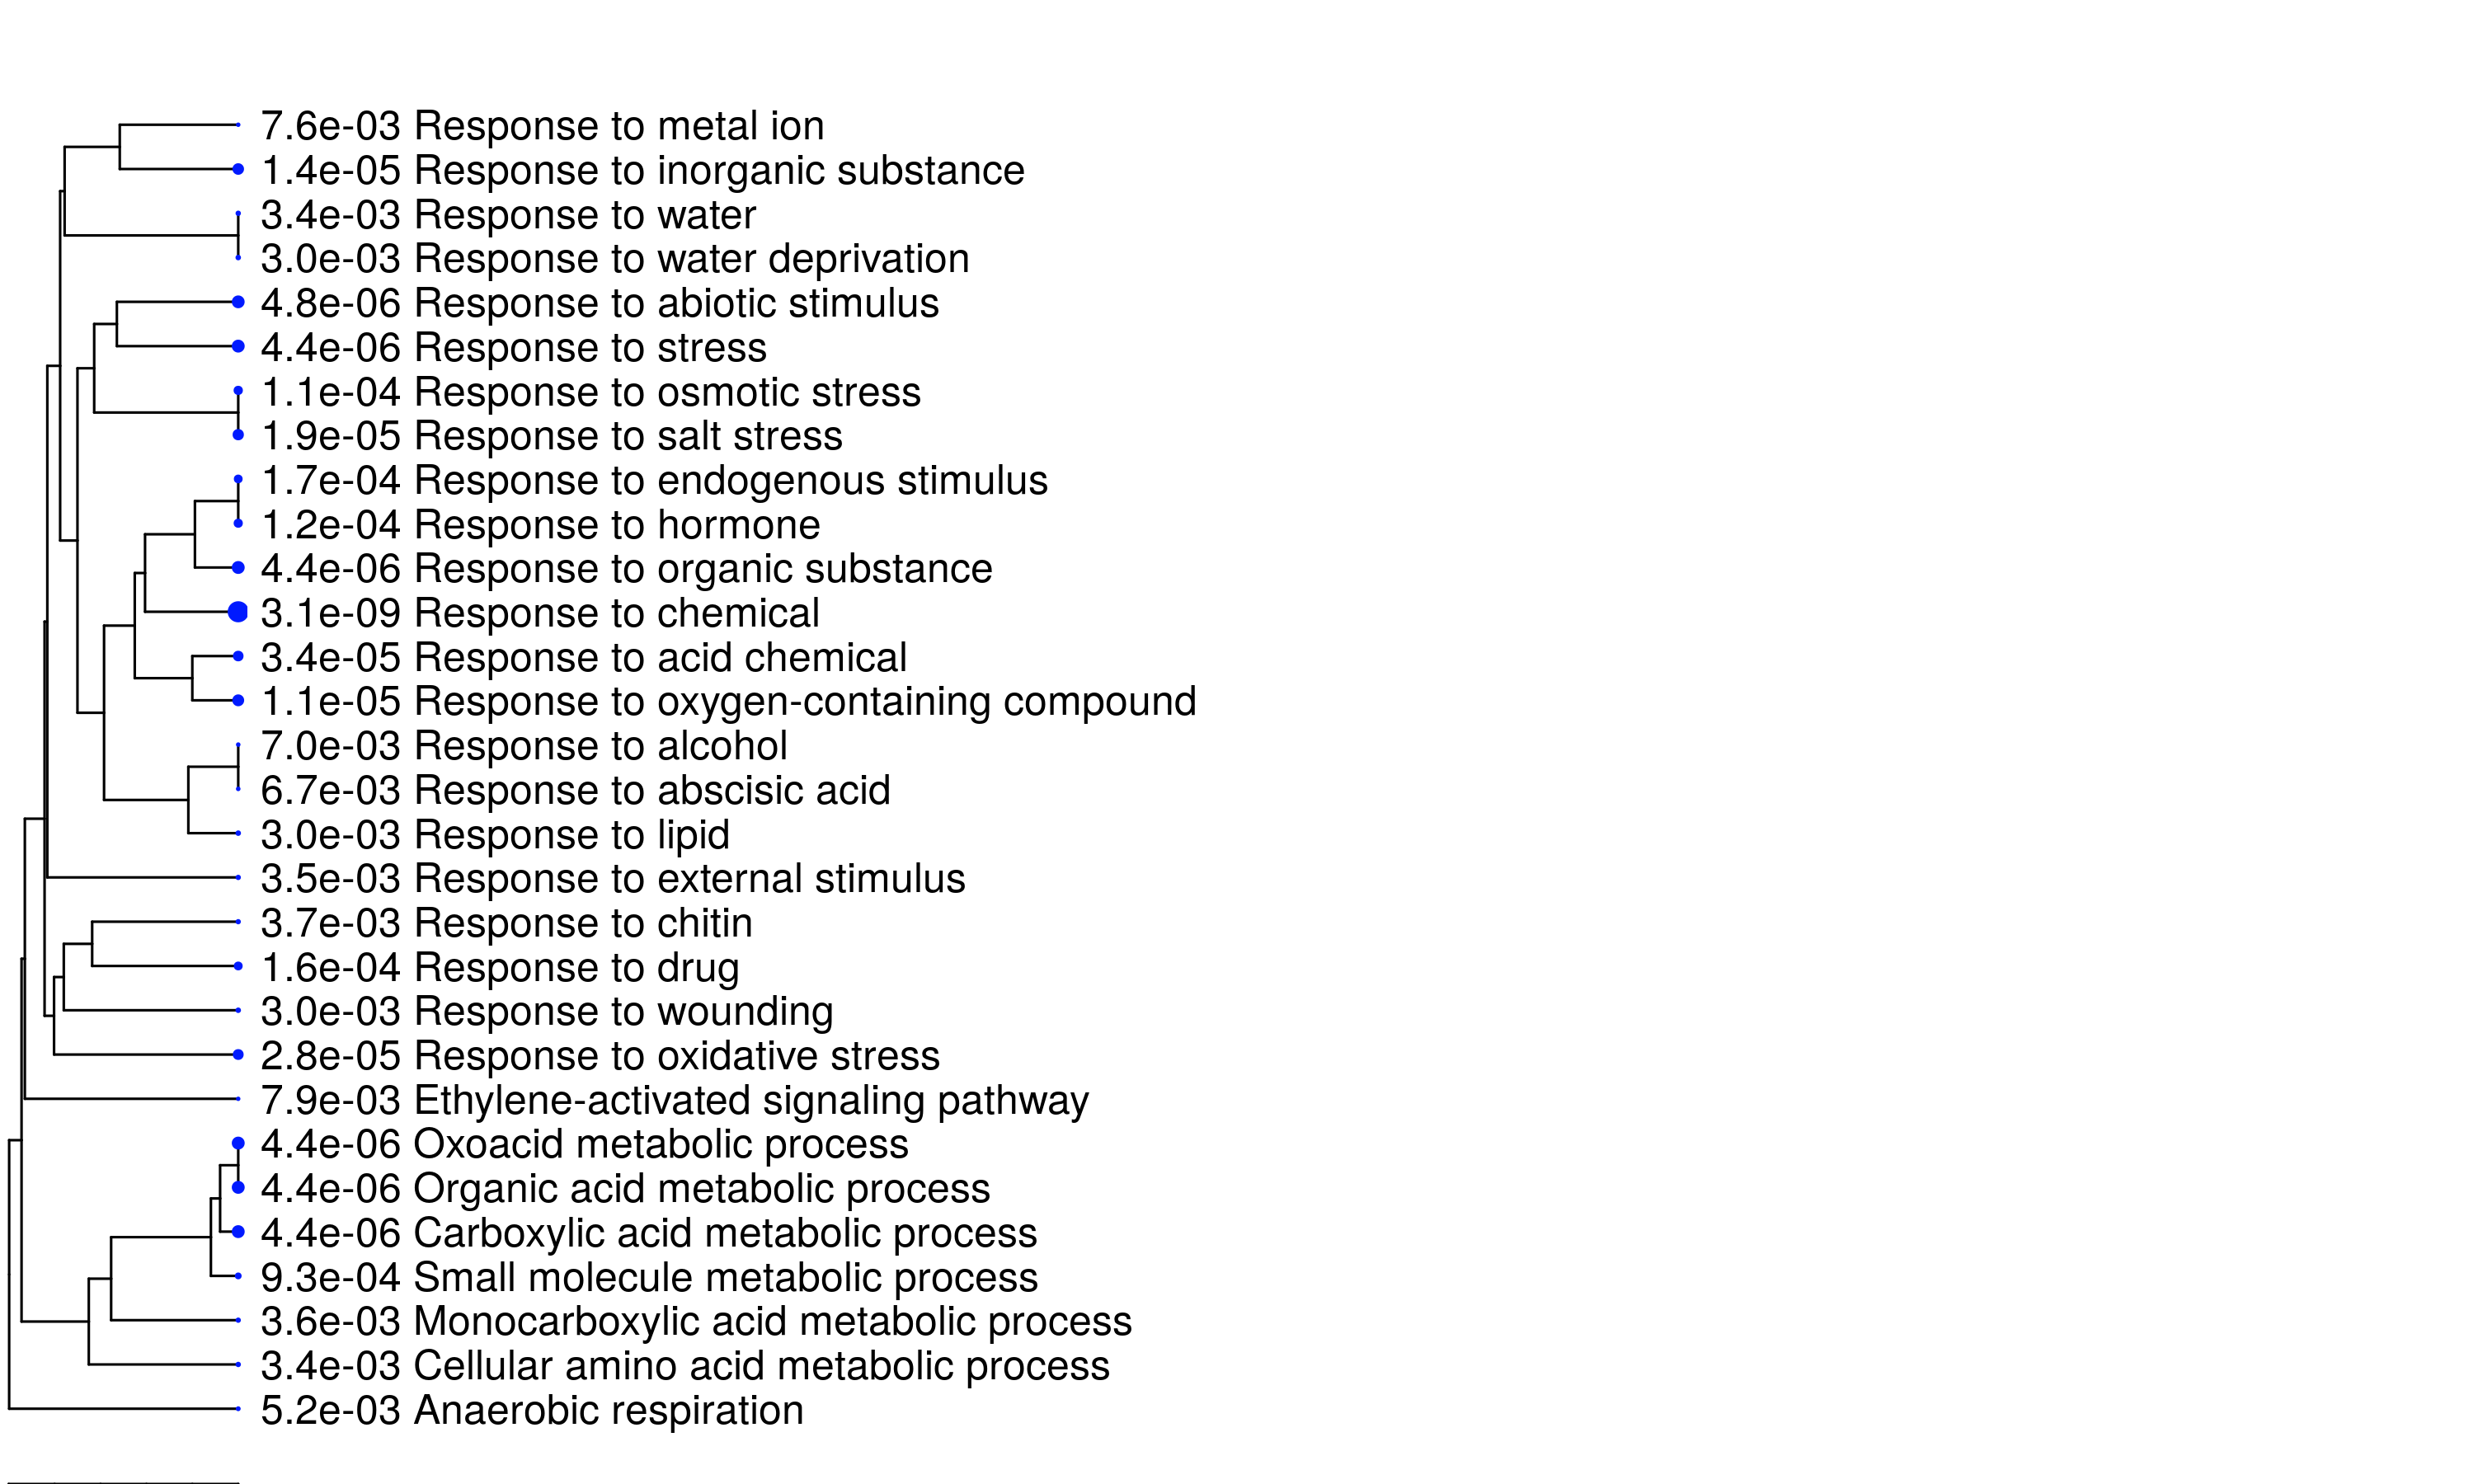 7.6e-03 Response to metal ion
1.4e-05 Response to inorganic substance
3.4e-03 Response to water
3.0e-03 Response to water deprivation
4.8e-06 Response to abiotic stimulus
4.4e-06 Response to stress
1.1e-04 Response to osmotic stress
1.9e-05 Response to salt stress
1.7e-04 Response to endogenous stimulus
1.2e-04 Response to hormone
4.4e-06 Response to organic substance
3.1e-09 Response to chemical
3.4e-05 Response to acid chemical
1.1e-05 Response to oxygen-containing compound
7.0e-03 Response to alcohol
6.7e-03 Response to abscisic acid
3.0e-03 Response to lipid
3.5e-03 Response to external stimulus
3.7e-03 Response to chitin
1.6e-04 Response to drug
3.0e-03 Response to wounding
2.8e-05 Response to oxidative stress
7.9e-03 Ethylene-activated signaling pathway
4.4e-06 Oxoacid metabolic process
4.4e-06 Organic acid metabolic process
4.4e-06 Carboxylic acid metabolic process
9.3e-04 Small molecule metabolic process
3.6e-03 Monocarboxylic acid metabolic process
3.4e-03 Cellular amino acid metabolic process
5.2e-03 Anaerobic respiration